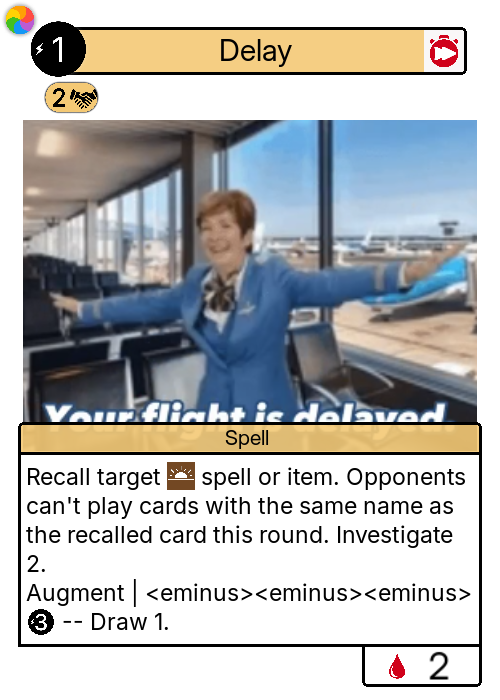 1
Delay
2
Your flight is delayed.
Spell
Recall target spell or item. Opponents
can't play cards with the same name as
the recalled card this round. Investigate
2.
Augment | <eminus><eminus><eminus>
3 -- Draw 1.
2